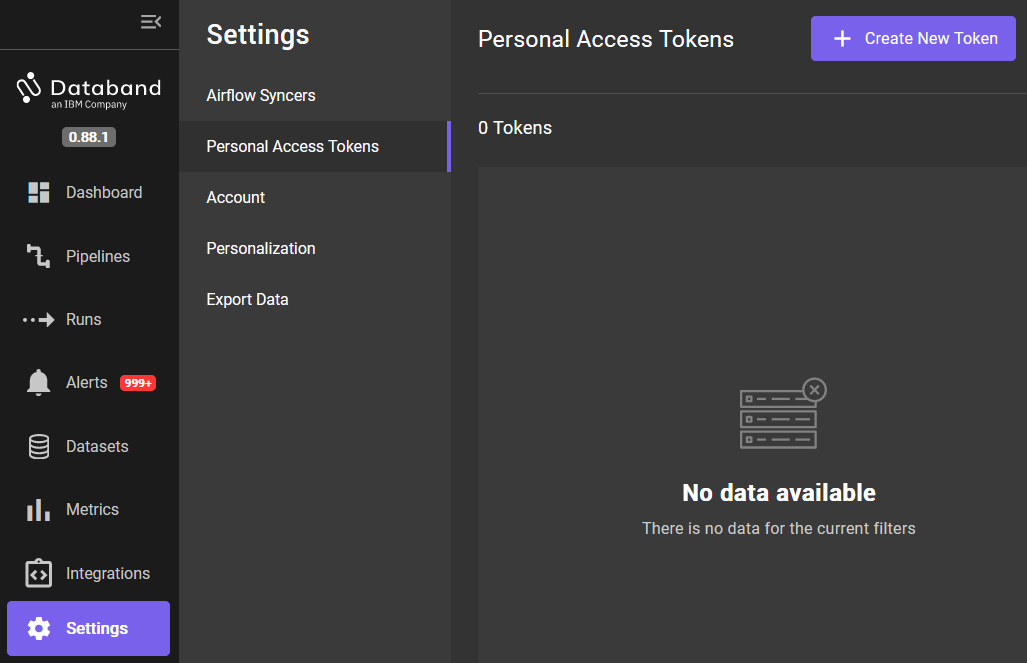 Databand
an IBM Company
0.88.1
Dashboard
Pipelines
Runs
Alerts 999+
Datasets
Metrics
Integrations
Settings
Settings
Airflow Syncers
Personal Access Tokens
Account
Personalization
Export Data
Personal Access Tokens
Create New Token
0 Tokens
No data available
There is no data for the current filters